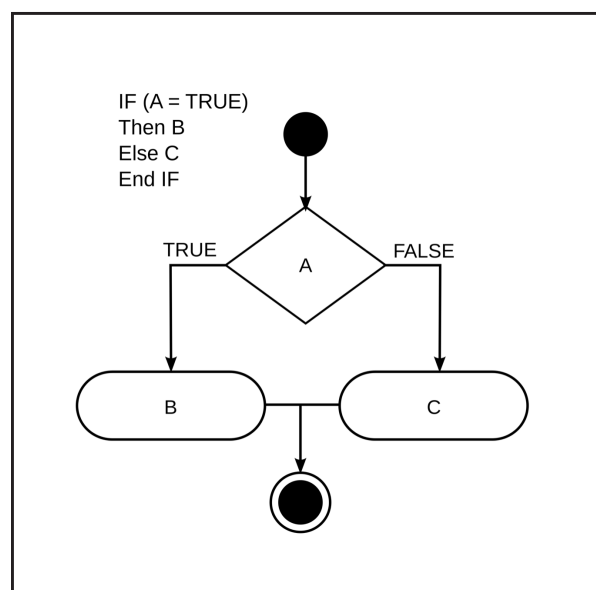 IF (A = TRUE)
Then B
Else C
End IF
TRUE
FALSE
A
B
C